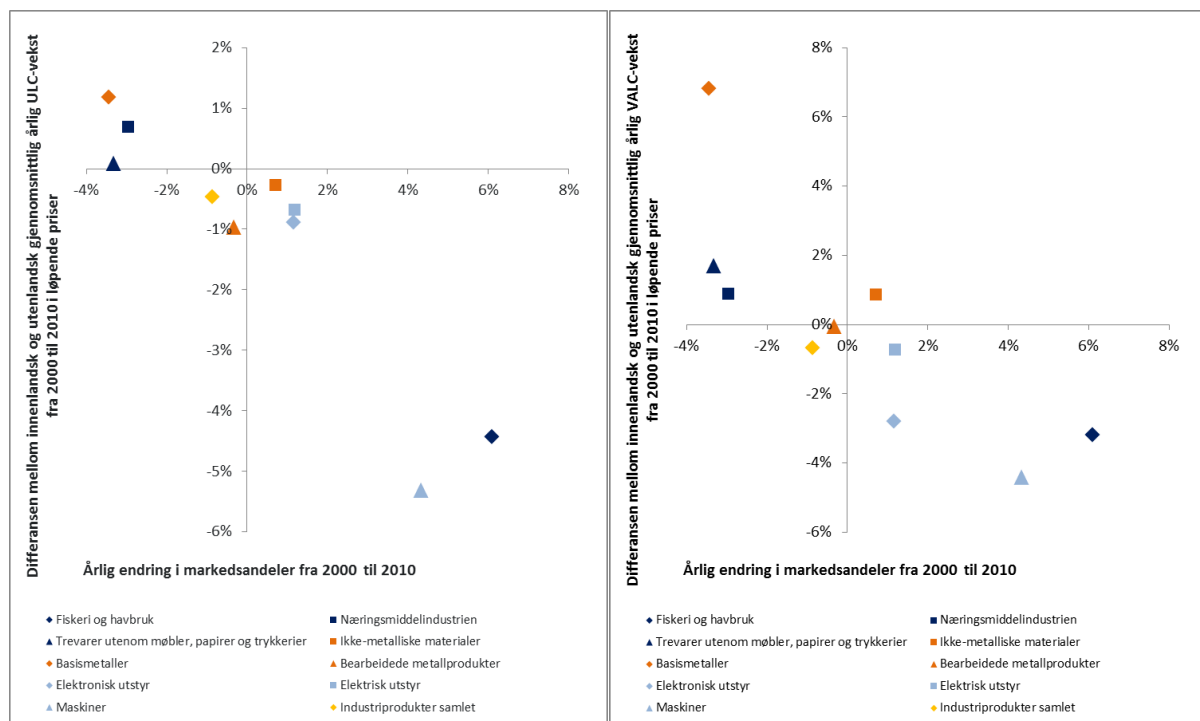 Differansen mellom innenlandsk og utenlandsk gjennomsnittlig årlig ULC-vekst
fra 2000 til 2010 i løpende priser
2%
1%
0%
-4%
-2%
0%
2%
4%
6%
8%
-1%
-2%
-3%
-4%
-5%
-6%
Årlig endring i markedsandeler fra 2000 til 2010
Fiskeri og havbruk
Næringsmiddelindustrien
Trevarer utenom møbler, papirer og trykkerier
Ikke-metalliske materialer
Basismetaller
Bearbeidede metallprodukter
Elektronisk utstyr
Elektrisk utstyr
Maskiner
Industriprodukter samlet
Differansen mellom innenlandsk og utenlandsk gjennomsnittlig årlig VALC-vekst
fra 2000 til 2010 i løpende priser
8%
6%
4%
2%
0%
-4%
-2%
0%
2%
4%
6%
8%
-2%
-4%
-6%
Årlig endring i markedsandeler fra 2000 til 2010
Fiskeri og havbruk
Næringsmiddelindustrien
Trevarer utenom møbler, papirer og trykkerier
Ikke-metalliske materialer
Basismetaller
Bearbeidede metallprodukter
Elektronisk utstyr
Elektrisk utstyr
Maskiner
Industriprodukter samlet